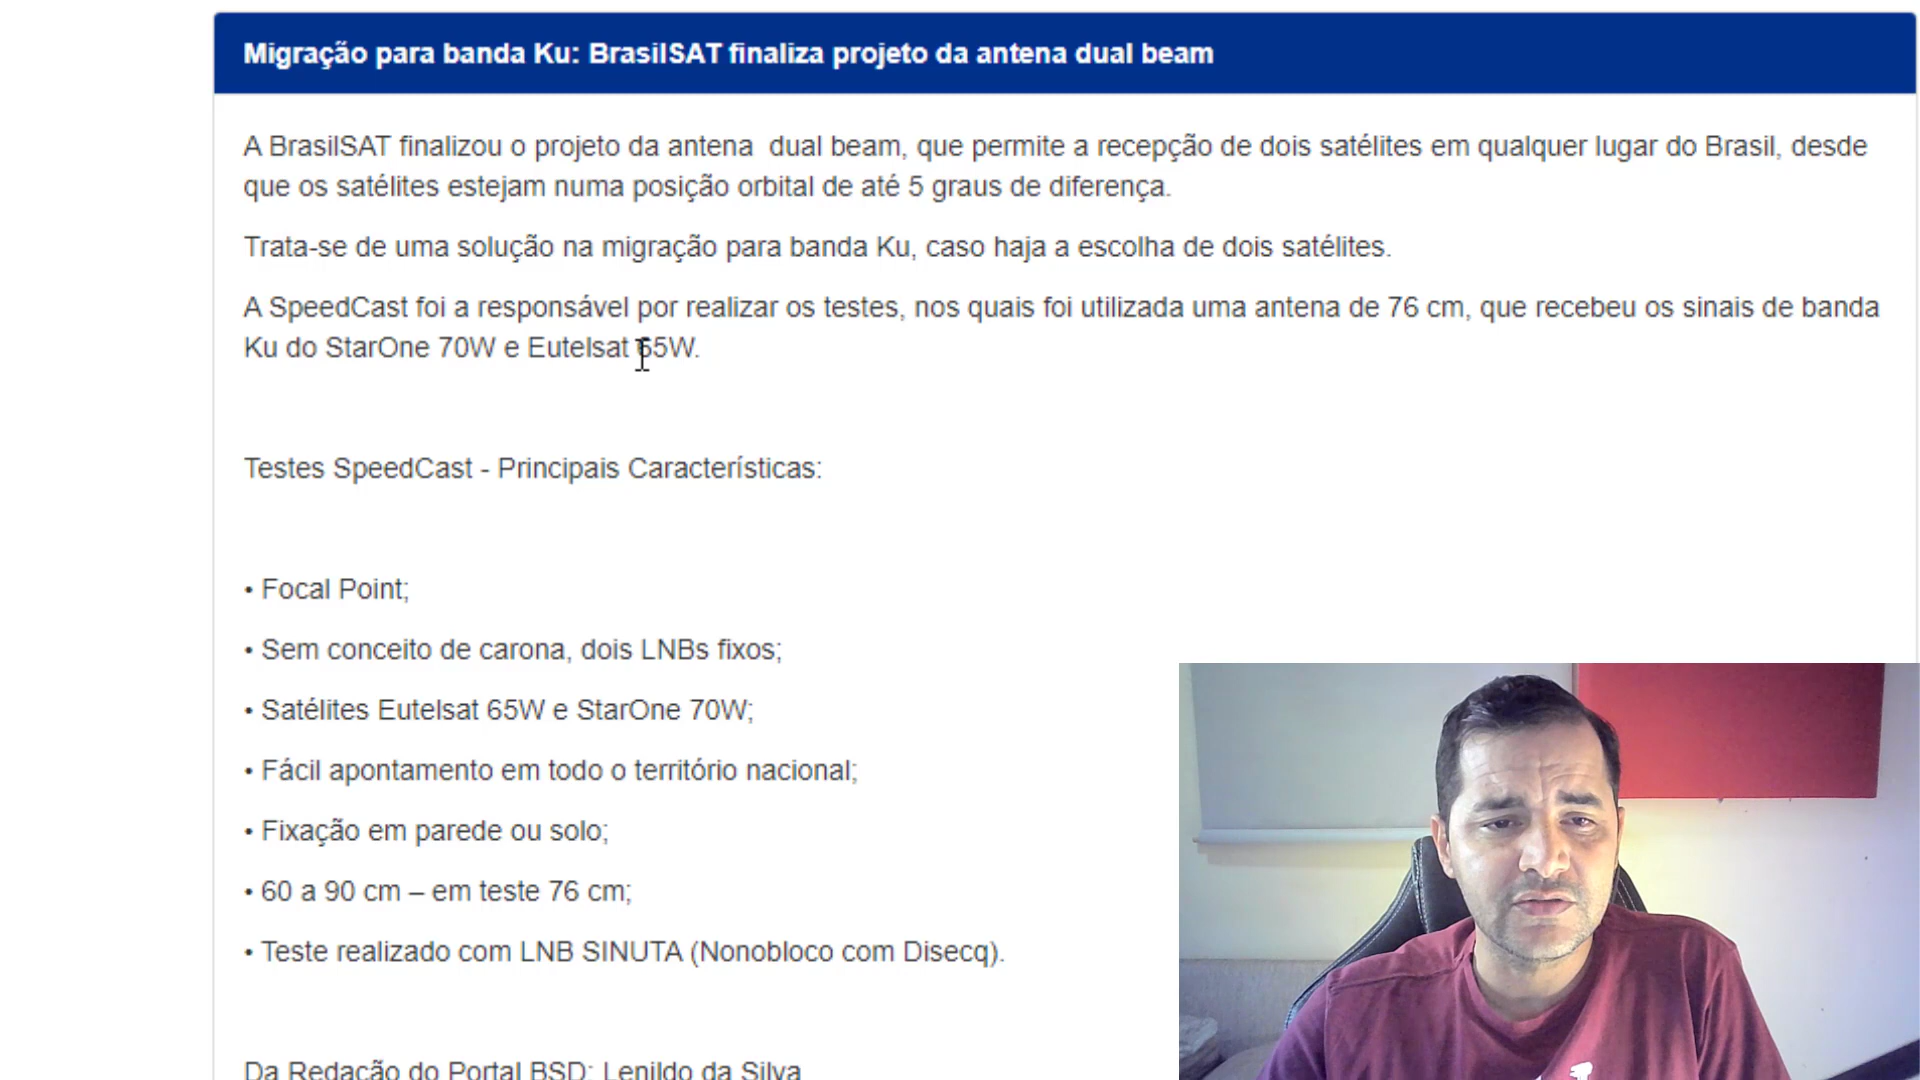 Migração para banda Ku: BrasilSAT finaliza projeto da antena dual beam
A BrasilSAT finalizou o projeto da antena  dual beam, que permite a recepção de dois satélites em qualquer lugar do Brasil, desde
que os satélites estejam numa posição orbital de até 5 graus de diferença.
Trata-se de uma solução na migração para banda Ku, caso haja a escolha de dois satélites.
A SpeedCast foi a responsável por realizar os testes, nos quais foi utilizada uma antena de 76 cm, que recebeu os sinais de banda
Ku do StarOne 70W e Eutelsat 65W.
Testes SpeedCast - Principais Características:
• Focal Point;
• Sem conceito de carona, dois LNBs fixos;
• Satélites Eutelsat 65W e StarOne 70W;
• Fácil apontamento em todo o território nacional;
• Fixação em parede ou solo;
• 60 a 90 cm – em teste 76 cm;
• Teste realizado com LNB SINUTA (Nonobloco com Disecq).
Da Redação do Portal BSD: Lenildo da Silva